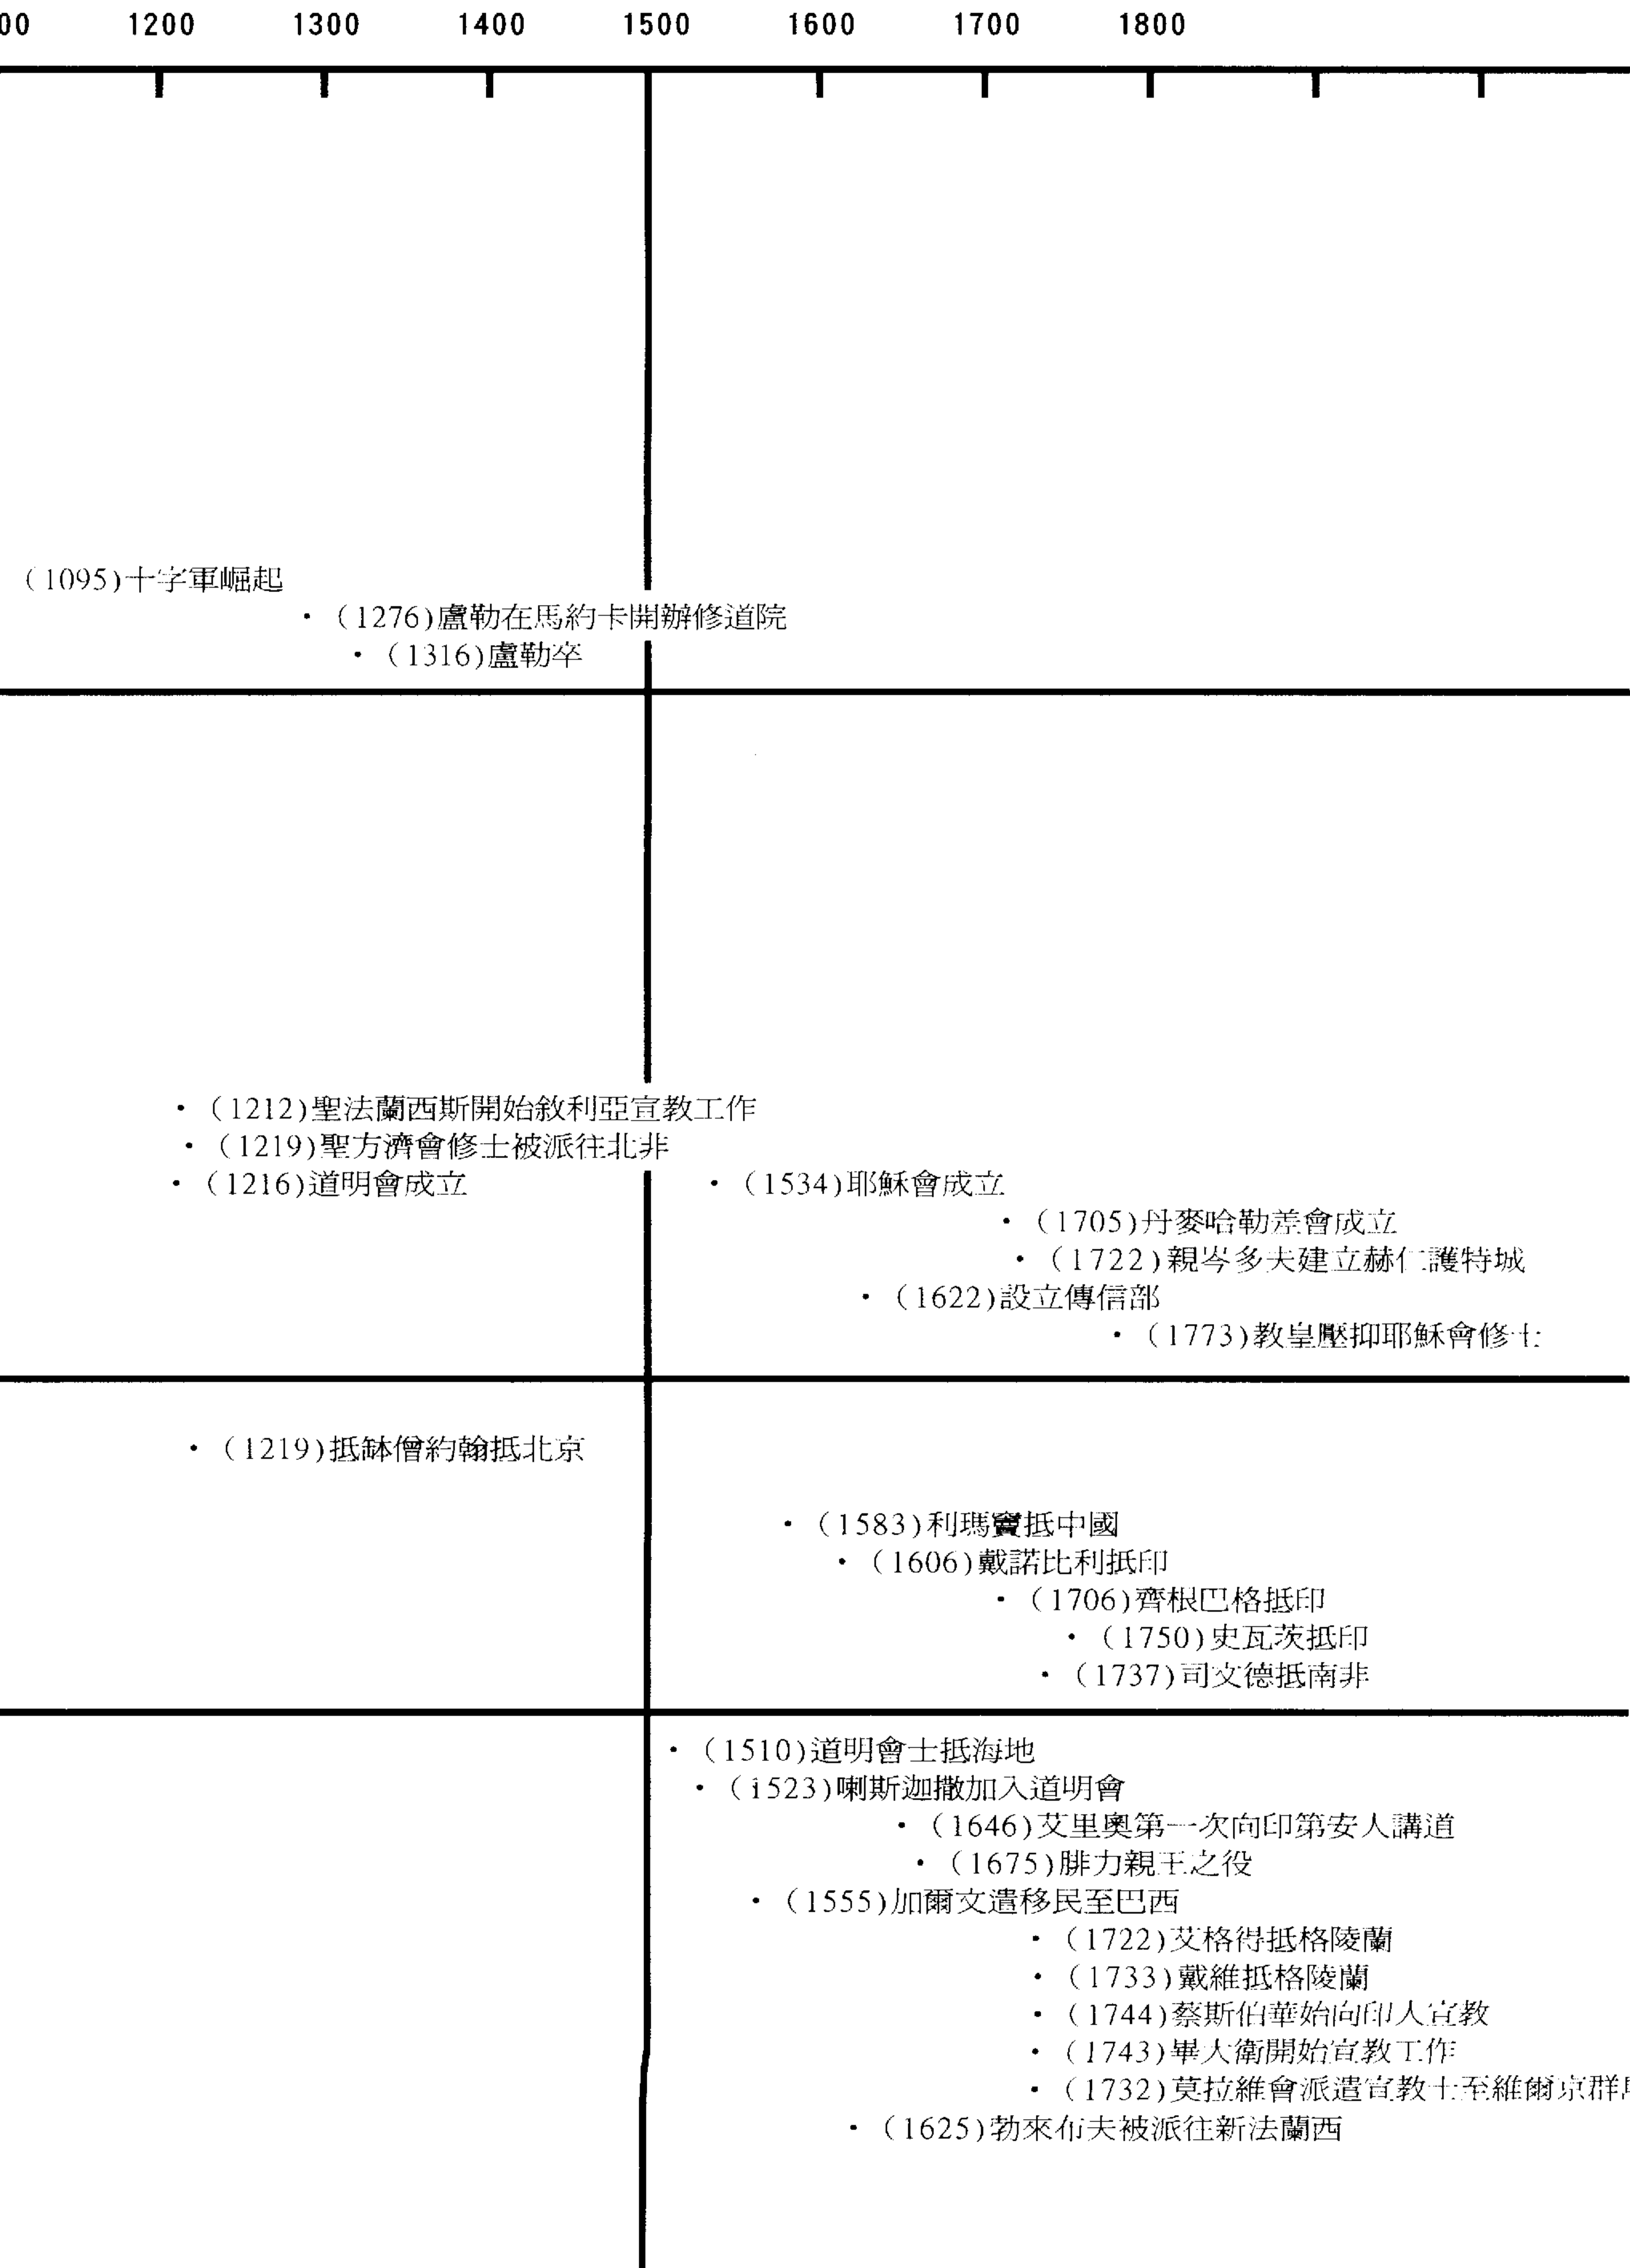 00 1200 1300 1400 1500 1600 1700 1800
(1095)十字軍崛起
・(1276)盧勒在馬約卡開辦修道院
・(1316)盧勒卒
・(1212)聖法蘭西斯開始敘利亞宣教工作
・(1219)聖方濟會修士被派往北非
・(1216)道明會成立 ・(1534)耶穌會成立
・(1705)丹麥哈勒差會成立
・(1722)親岑多夫建立赫仁護特城
・(1622)設立傳信部
・(1773)教皇壓抑耶穌會修士
・(1219)抵缽僧約翰抵北京
・(1583)利瑪竇抵中國
・(1606)戴諾比利抵印
・(1706)齊根巴格抵印
・(1750)史瓦茨抵印
・(1737)司文德抵南非
・(1510)道明會士抵海地
・(1523)喇斯迦撒加入道明會
・(1646)艾里奧第一次向印第安人講道
・(1675)腓力親王之役
・(1555)加爾文遣移民至巴西
・(1722)艾格得抵格陵蘭
・(1733)戴維抵格陵蘭
・(1744)蔡斯伯華始向印人宣教
・(1743)畢大衛開始宣教工作
・(1732)莫拉維會派遣宣教士至維爾京群
・(1625)勃來布夫被派往新法蘭西